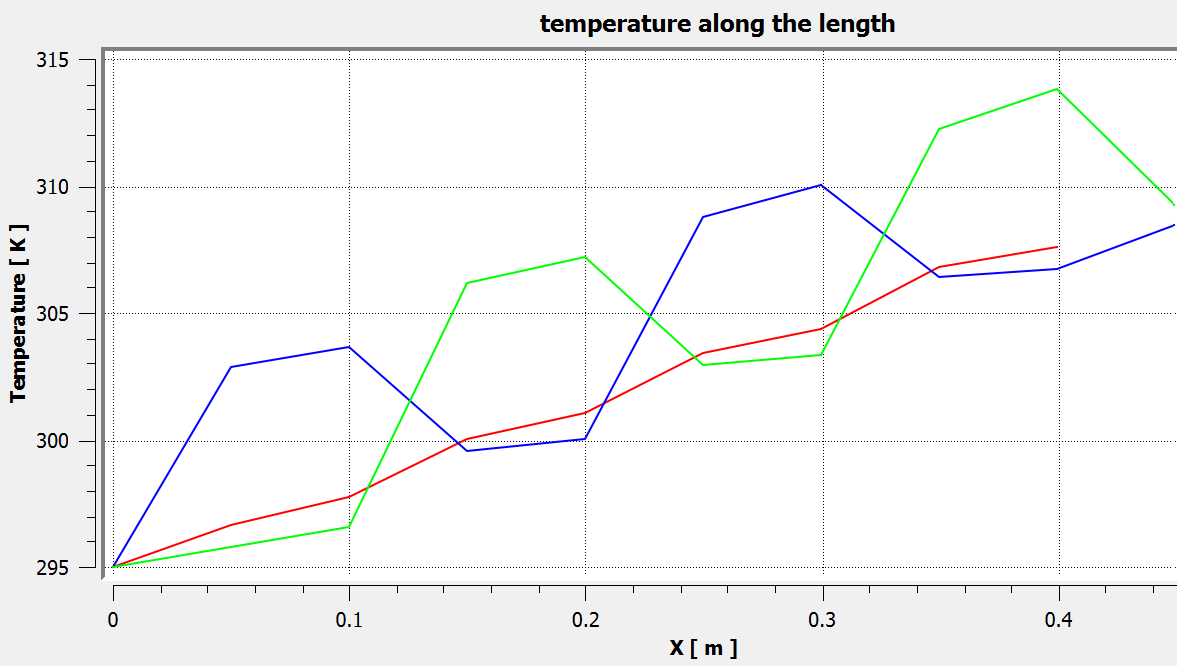 temperature along the length
315
310
305
300
295
Temperature [ K ]
0 0.1 0.2 0.3 0.4
X [ m ]